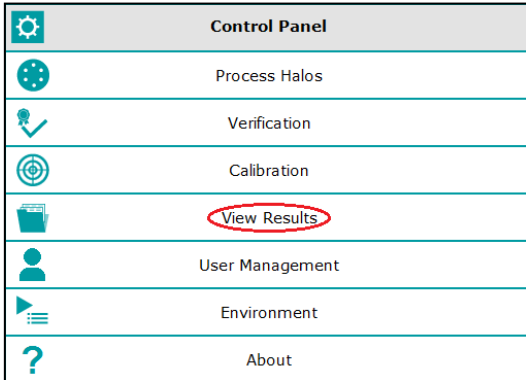 Control Panel
Process Halos
Verification
Calibration
View Results
User Management
Environment
?
About